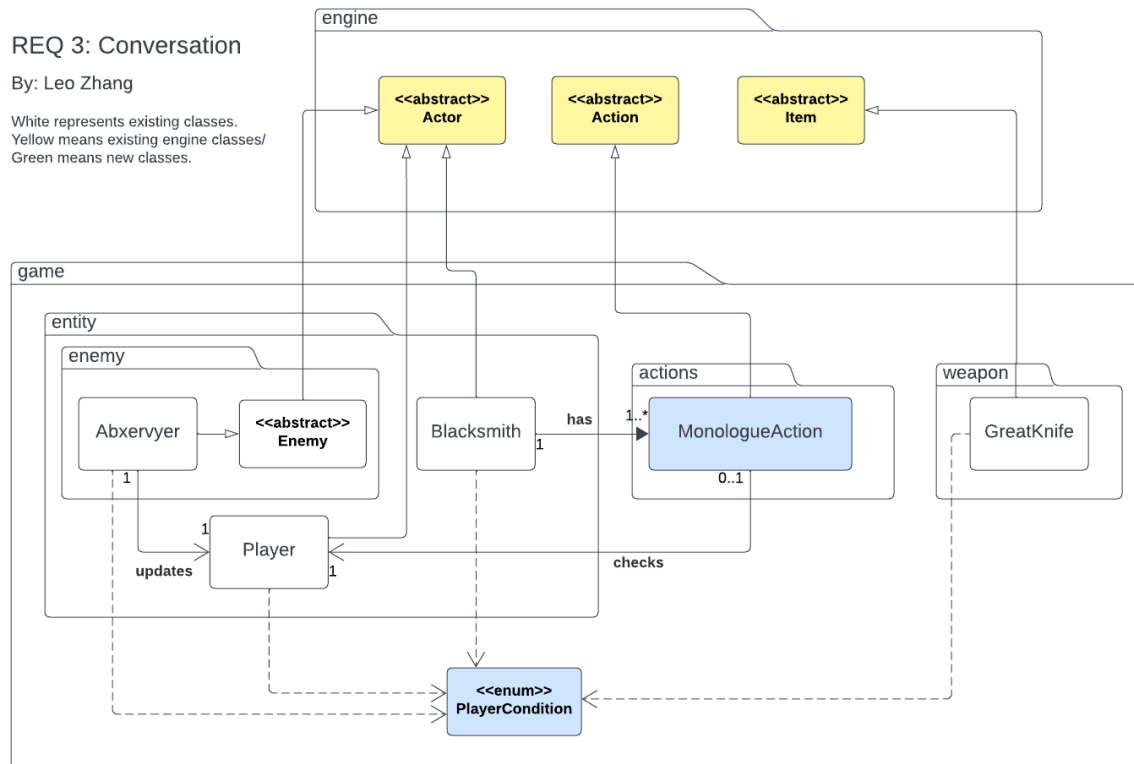 engine
REQ 3: Conversation
By: Leo Zhang
White represents existing classes.
Yellow means existing engine classes/
Green means new classes.
<<abstract>>
Actor
<<abstract>>
Action
<<abstract>>
Item
game
entity
enemy
actions
weapon
Abxervyer
<<abstract>>
Enemy
Blacksmith
has
1..*
1
MonologueAction
GreatKnife
1
0..1
1
Player
1
updates
checks
<<enum>>
PlayerCondition